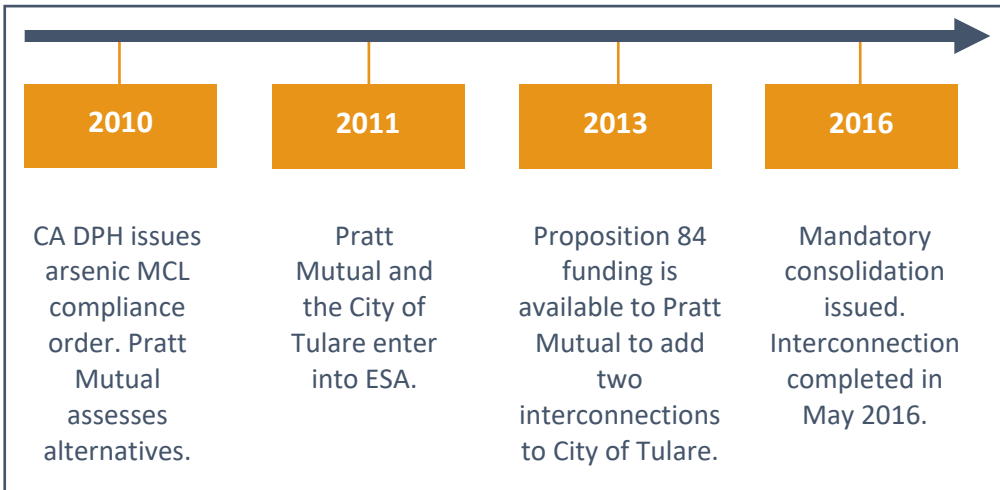 2010
CA DPH issues
arsenic MCL
compliance
order. Pratt
Mutual
assesses
alternatives.
2011
Pratt
Mutual and
the City of
Tulare enter
into ESA.
2013
Proposition 84
funding is
available to Pratt
Mutual to add
two
interconnections
to City of Tulare.
2016
Mandatory
consolidation
issued.
Interconnection
completed in
May 2016.